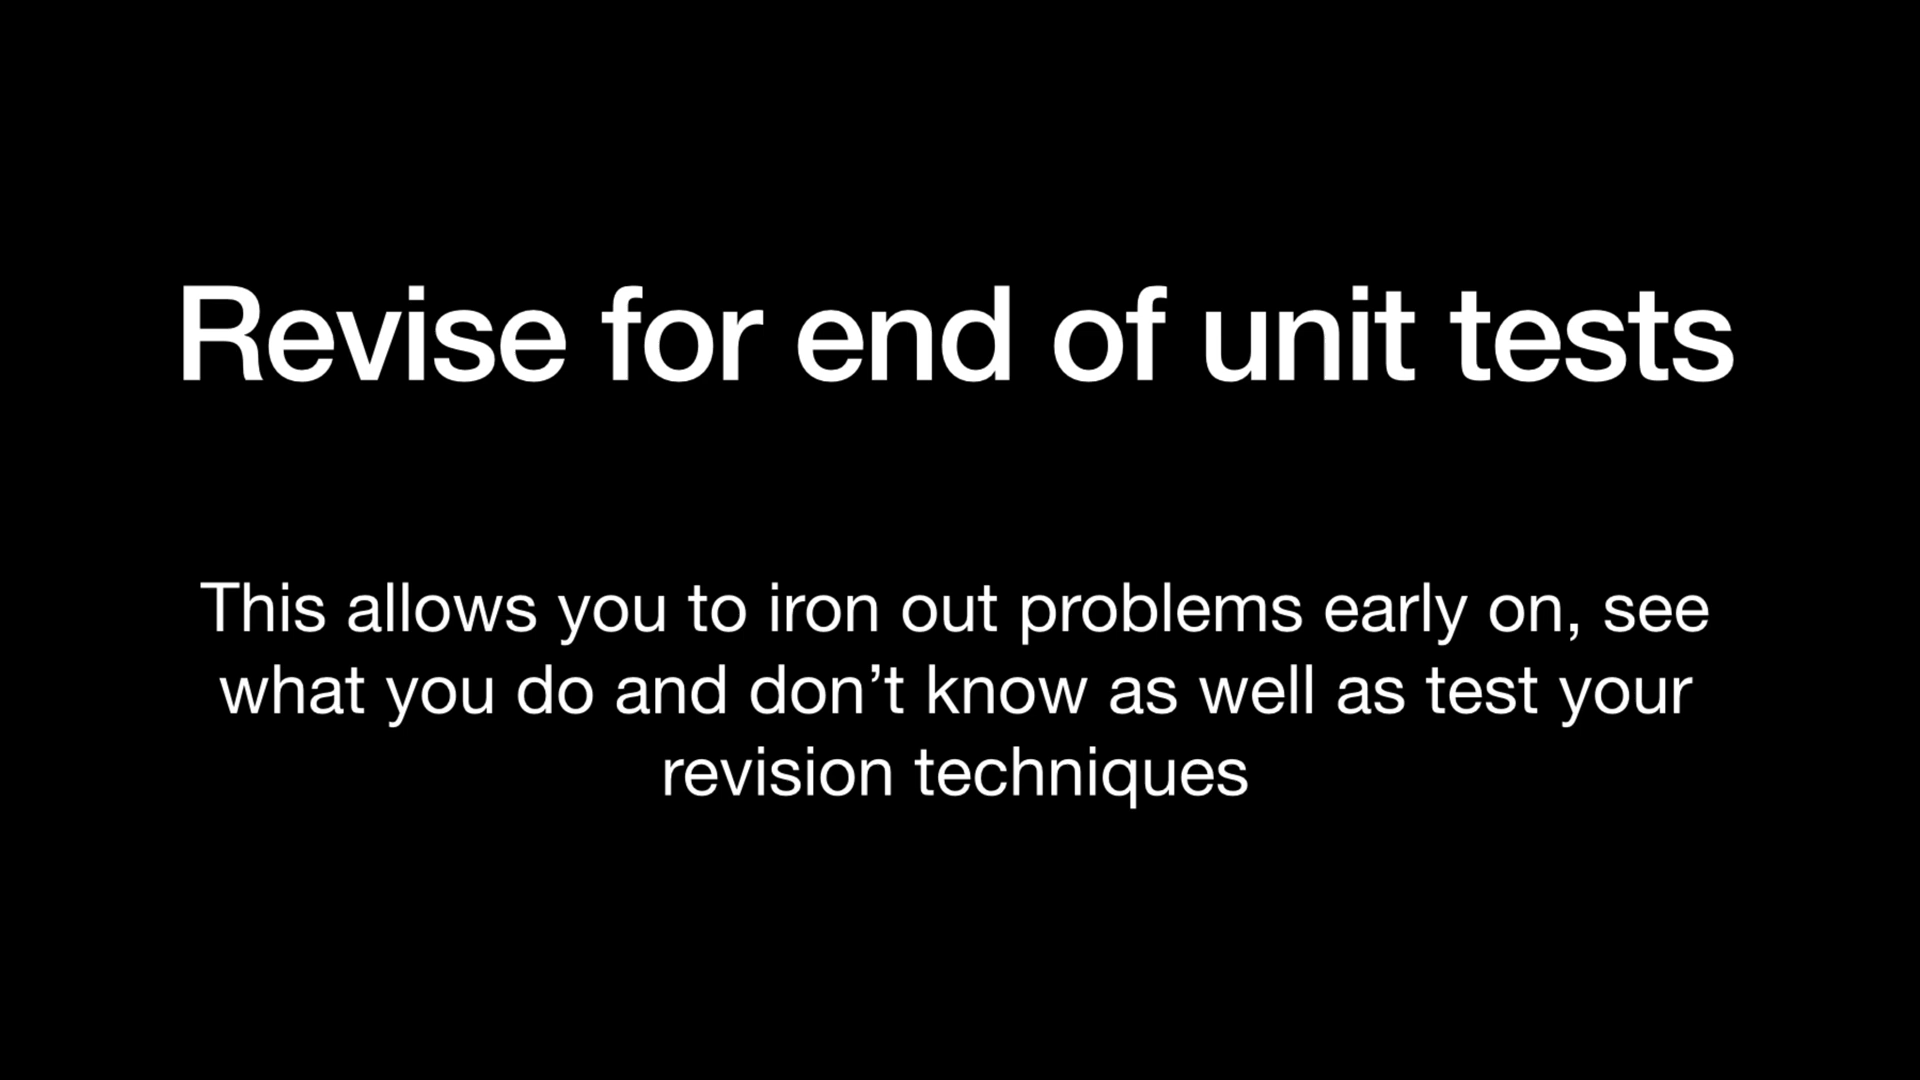 Revise for end of unit tests
This allows you to iron out problems early on, see
what you do and don’t know as well as test your
revision techniques